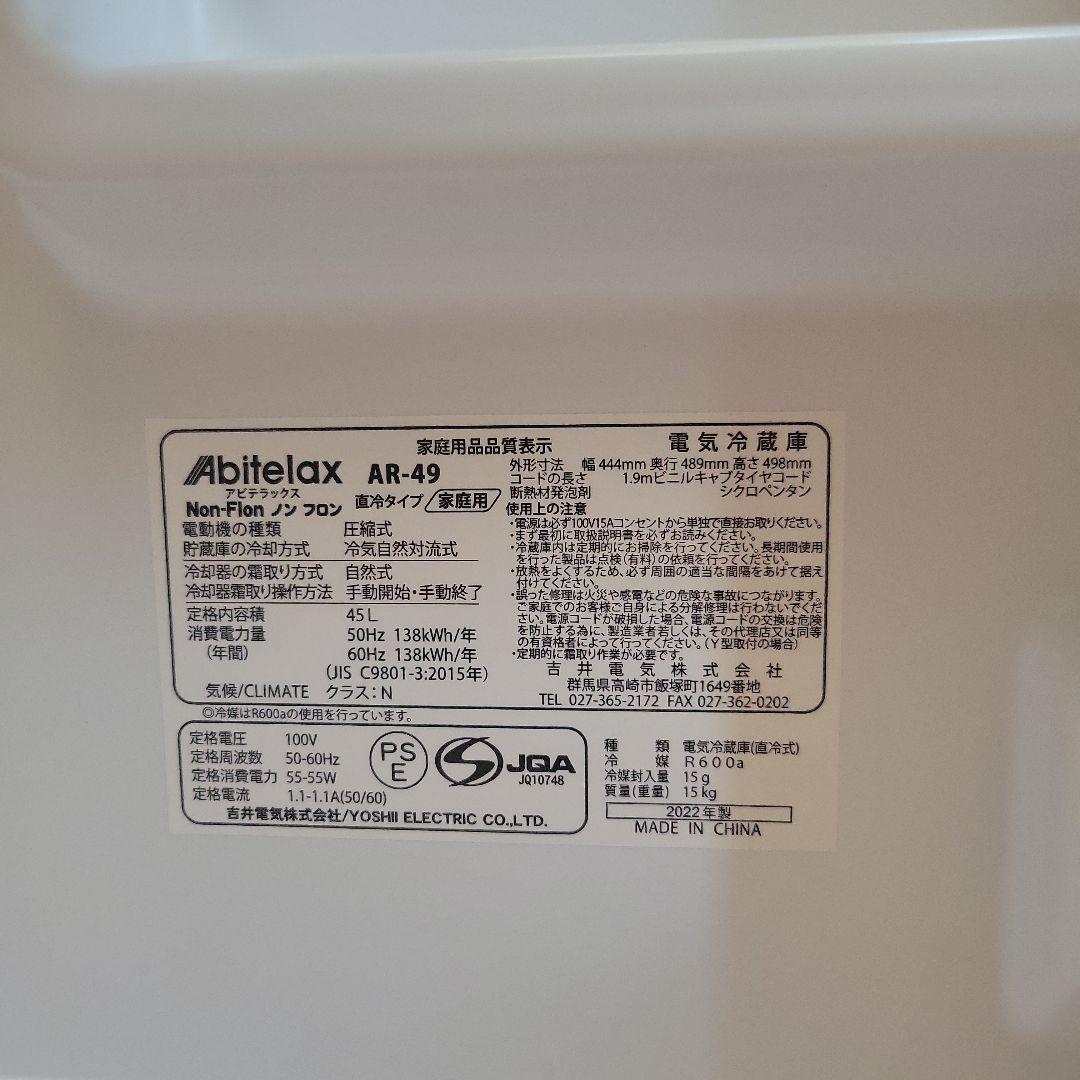 家庭用品品質表示
電気冷蔵庫
Abitelax AR-49
アビテラックス
Non-Flon ノンフロン 直冷タイプ 家庭用
電動機の種類 圧縮式
貯蔵庫の冷却方式 冷気自然対流式
冷却器の霜取り方式 自然式
冷却器霜取り操作方法 手動開始・手動終了
定格内容積 45L
消費電力量 50Hz 138kWh/年
(年間) 60Hz 138kWh/年
(JIS C9801-3:2015年)
気候/CLIMATE クラス:N
外形寸法 幅 444mm 奥行 489mm 高さ 498mm
コードの長さ 1.9mビニルキャブタイヤコード
断熱材発泡剤 シクロペンタン
使用上の注意
・電源は必ず100V15Aコンセントから単独で直接お取りください。
・まず最初に取扱説明書を必ずお読みください。
・冷蔵庫内は定期的にお掃除を行ってください。長期間使用
を行った製品は点検(有料)の依頼を行ってください。
・放熱をよくするため、必ず周囲の適当な間隔をあけて据え
付けてください。
・誤った修理は火災や感電などの危険な事故につながります。
ご家庭でのお客様ご自身による分解修理は行わないでくだ
さい。電源コードが破損した場合、電源コードの交換は危険
を防止する為に、製造業者若しくは、その代理店又は同等
の有資格者によって行ってください。(Y型取付の場合)
・定期的に霜取り作業が必要です。
吉井電気株式会社
群馬県高崎市飯塚町1649番地
TEL 027-365-2172 FAX 027-362-0202
◎冷媒はR600aの使用を行っています。
定格電圧 100V
定格周波数 50-60Hz
定格消費電力 55-55W
定格電流 1.1-1.1A(50/60)
吉井電気株式会社/YOSHII ELECTRIC CO.,LTD.
PS
E
JQA
JQ10748
種類 電気冷蔵庫(直冷式)
冷媒 R600a
冷媒封入量 15g
質量(重量) 15kg
2022年製
MADE IN CHINA